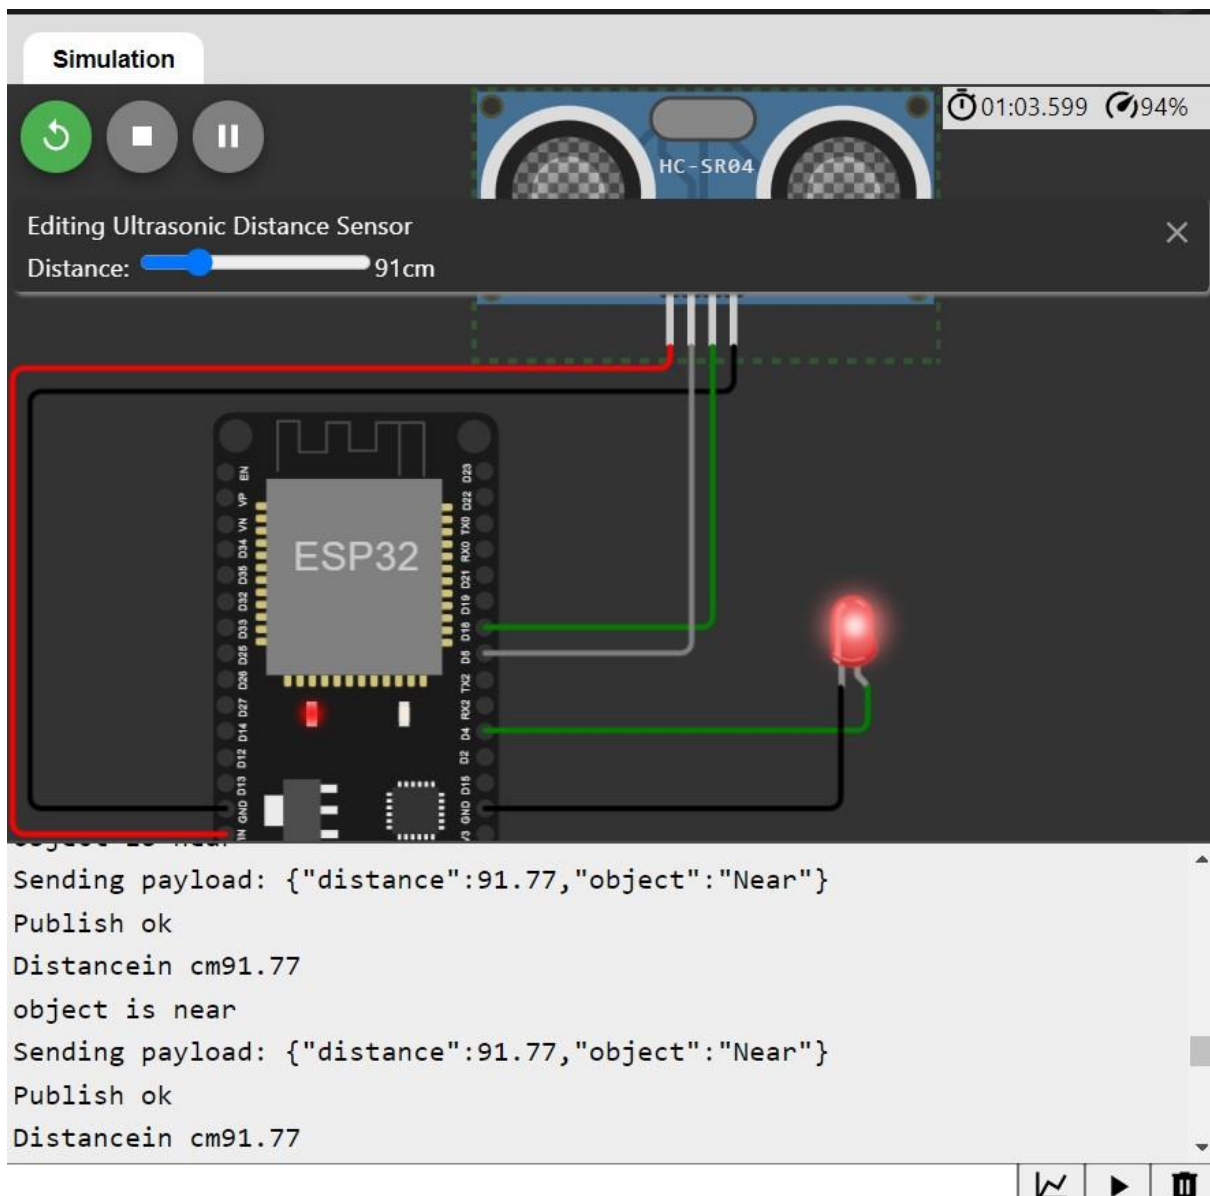 Simulation
01:03.599 94%
HC-SR04
Editing Ultrasonic Distance Sensor
Distance: 91cm
ESP32
EN
VP
VN
D34
D35
D32
D33
D25
D26
D27
D14
D12
D13
GND
D23
D22
TX0
RX0
D21
D19
D18
D5
TX2
RX2
D4
D2
D15
GND
object is near
Sending payload: {"distance":91.77,"object":"Near"}
Publish ok
Distancein cm91.77
object is near
Sending payload: {"distance":91.77,"object":"Near"}
Publish ok
Distancein cm91.77